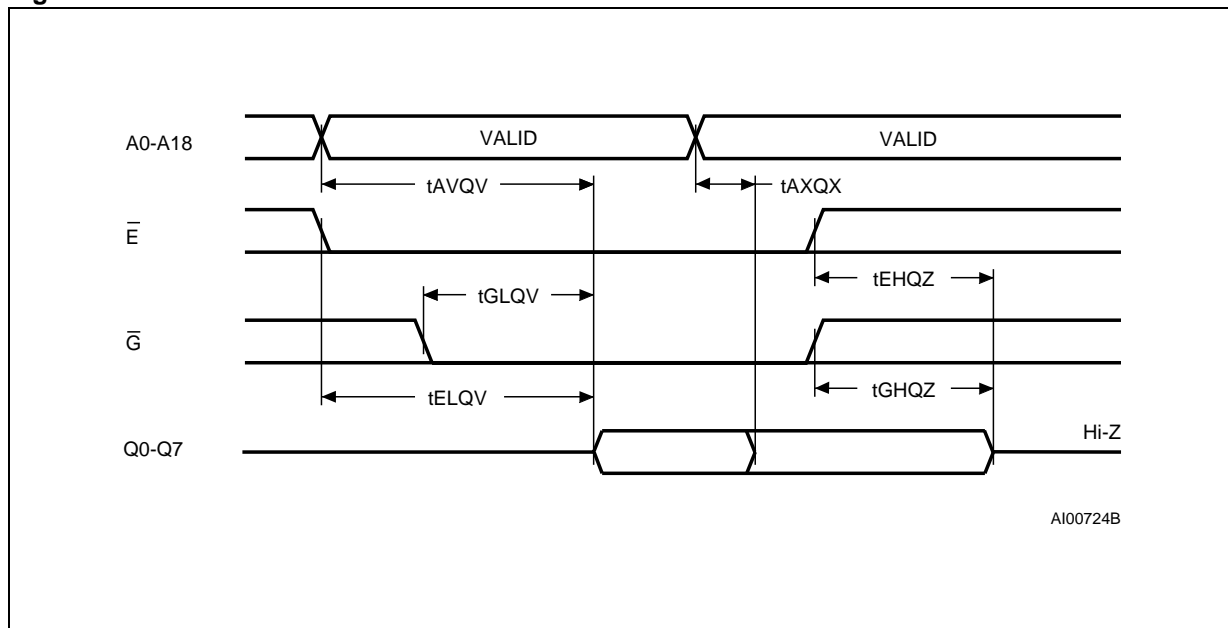 A0-A18
VALID
VALID
tAVQV
tAXQX
E̅
tEHQZ
tGLQV
G̅
tGHQZ
tELQV
Q0-Q7
Hi-Z
AI00724B